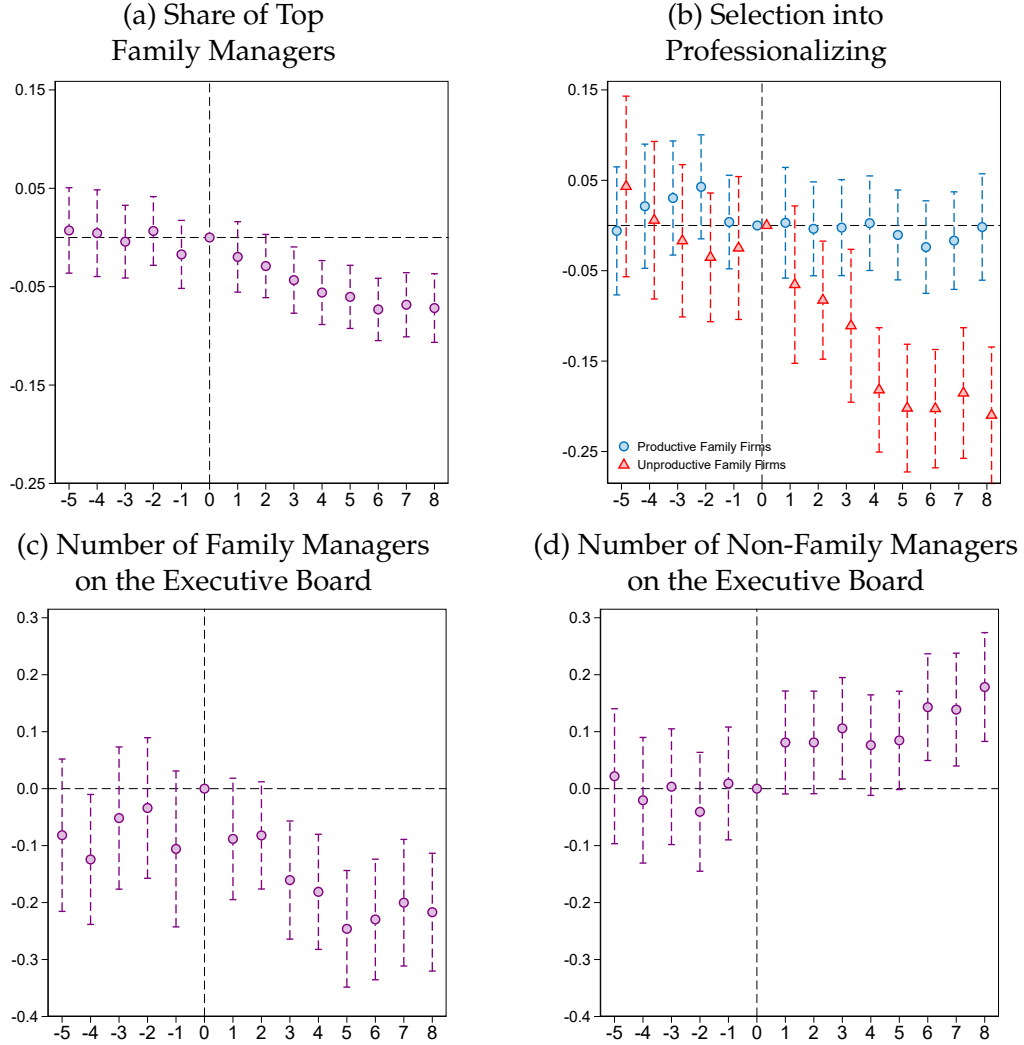 (a) Share of Top
Family Managers
0.15
0.05
-0.05
-0.15
-0.25
-5 -4 -3 -2 -1 0 1 2 3 4 5 6 7 8
(b) Selection into
Professionalizing
0.15
0.05
-0.05
-0.15
-0.25
Productive Family Firms
Unproductive Family Firms
-5 -4 -3 -2 -1 0 1 2 3 4 5 6 7 8
(c) Number of Family Managers
on the Executive Board
0.3
0.2
0.1
0.0
-0.1
-0.2
-0.3
-0.4
-5 -4 -3 -2 -1 0 1 2 3 4 5 6 7 8
(d) Number of Non-Family Managers
on the Executive Board
0.3
0.2
0.1
0.0
-0.1
-0.2
-0.3
-0.4
-5 -4 -3 -2 -1 0 1 2 3 4 5 6 7 8